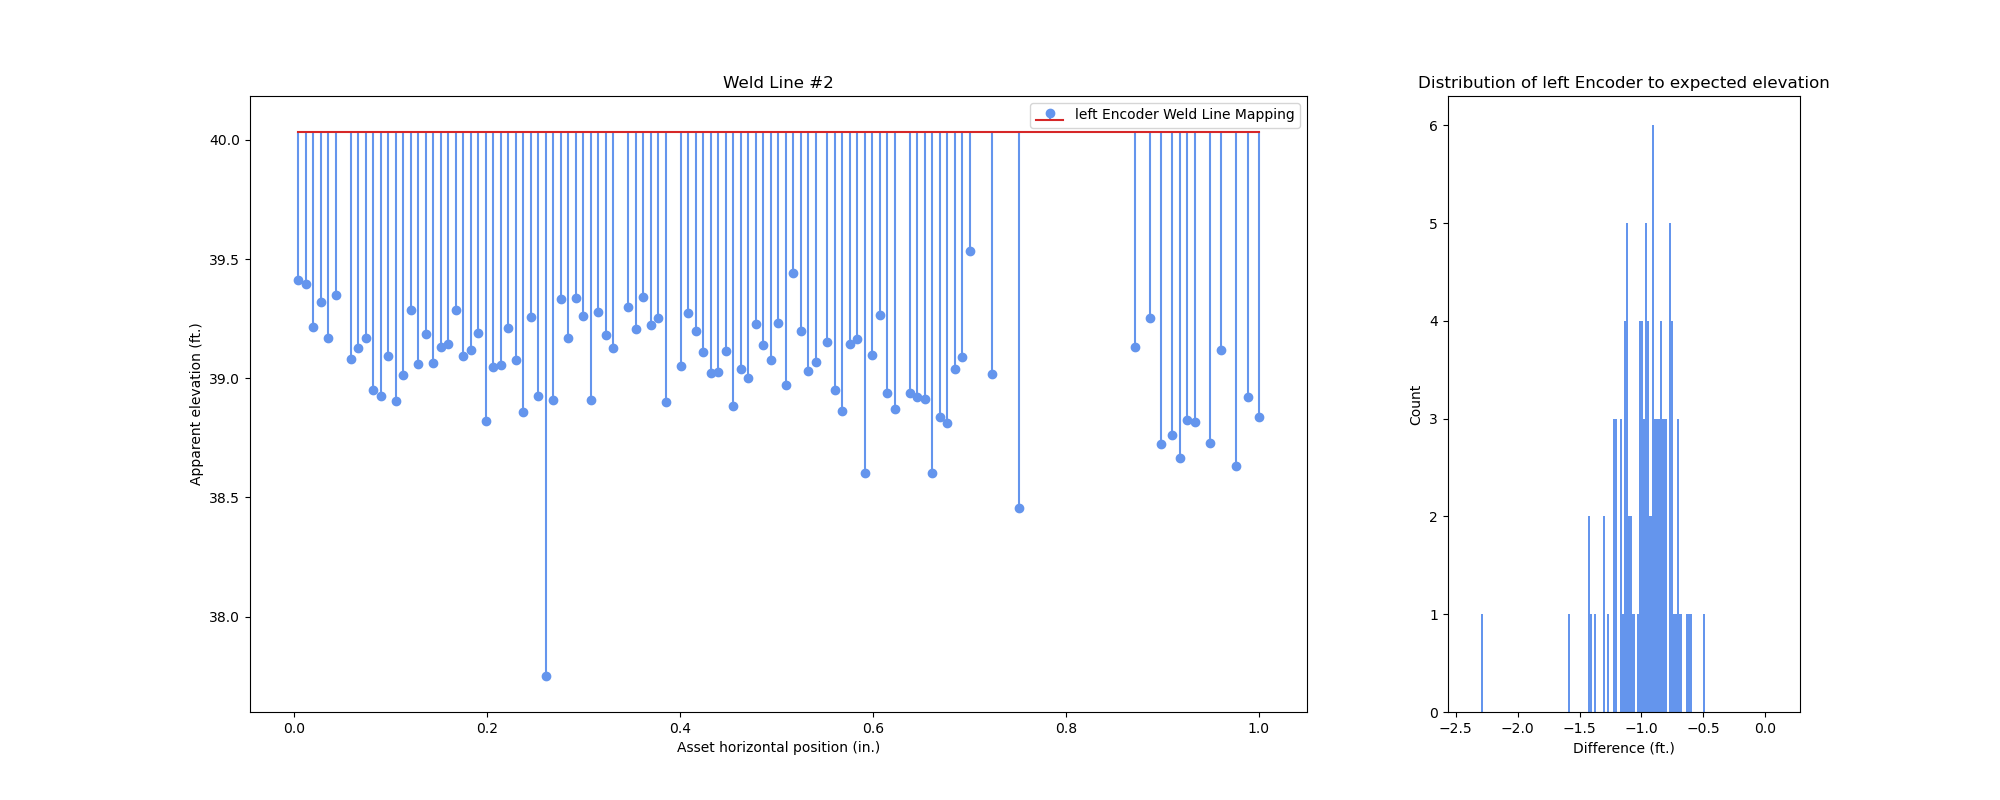 Weld Line #2
left Encoder Weld Line Mapping
Apparent elevation (ft.)
40.0
39.5
39.0
38.5
38.0
0.0 0.2 0.4 0.6 0.8 1.0
Asset horizontal position (in.)
Distribution of left Encoder to expected elevation
Count
6
5
4
3
2
1
0
−2.5 −2.0 −1.5 −1.0 −0.5 0.0
Difference (ft.)